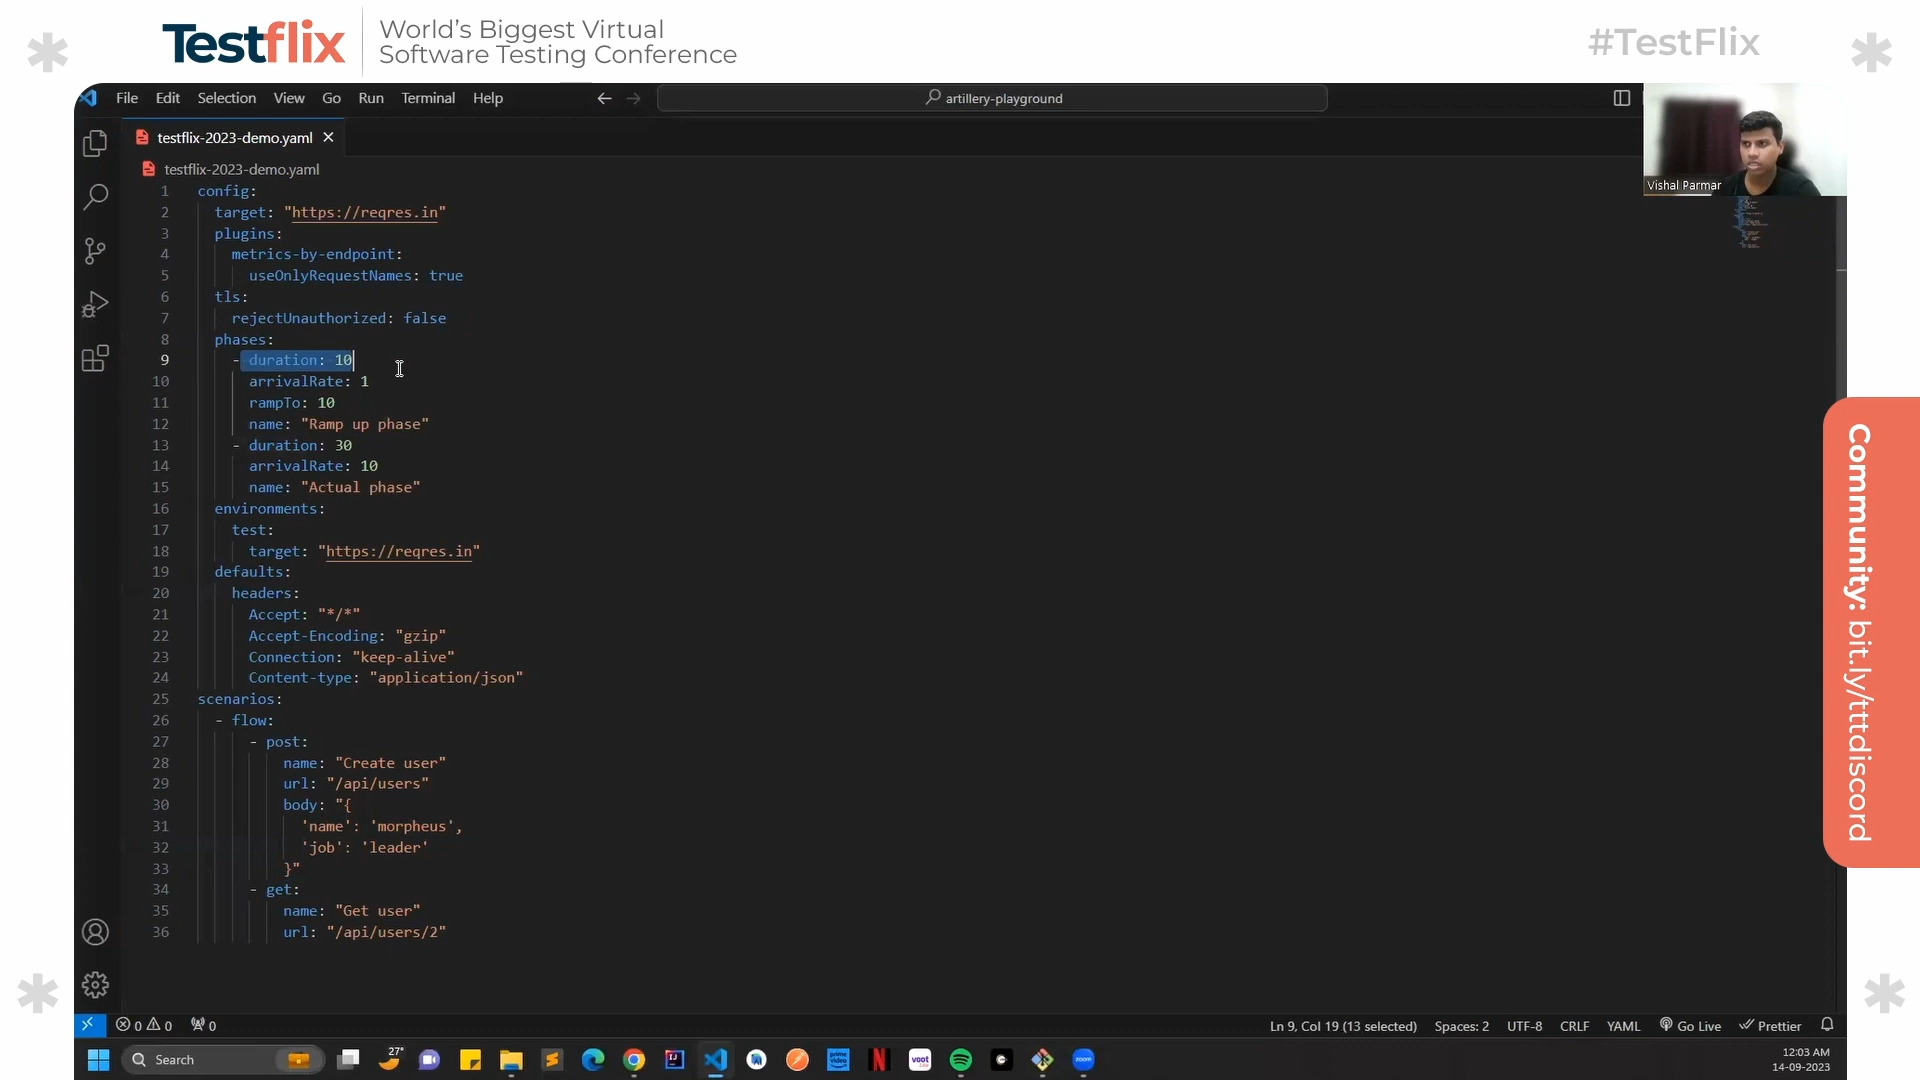 Testflix
World's Biggest Virtual
Software Testing Conference
#TestFlix
File Edit Selection View Go Run Terminal Help
artillery-playground
Vishal Parmar
testflix-2023-demo.yaml
testflix-2023-demo.yaml
1 config:
2 target: "https://reqres.in"
3 plugins:
4 metrics-by-endpoint:
5 useOnlyRequestNames: true
6 tls:
7 rejectUnauthorized: false
8 phases:
9 - duration: 10
10 arrivalRate: 1
11 rampTo: 10
12 name: "Ramp up phase"
13 - duration: 30
14 arrivalRate: 10
15 name: "Actual phase"
16 environments:
17 test:
18 target: "https://reqres.in"
19 defaults:
20 headers:
21 Accept: "*/*"
22 Accept-Encoding: "gzip"
23 Connection: "keep-alive"
24 Content-type: "application/json"
25 scenarios:
26 - flow:
27 - post:
28 name: "Create user"
29 url: "/api/users"
30 body: "{
31 'name': 'morpheus',
32 'job': 'leader'
33 }"
34 - get:
35 name: "Get user"
36 url: "/api/users/2"
Community: bit.ly/tttdiscord
0 0 0
Ln 9, Col 19 (13 selected) Spaces: 2 UTF-8 CRLF YAML Go Live Prettier
Search
27°
prime video
voot
zoom
12:03 AM
14-09-2023